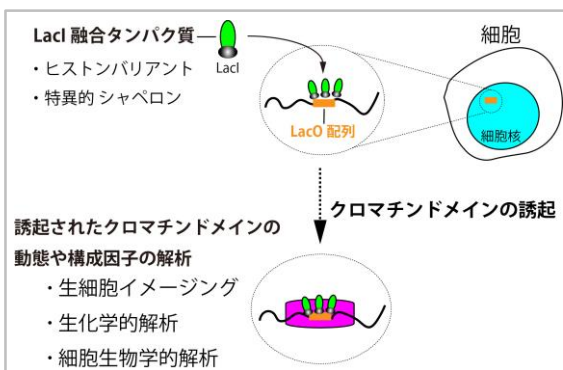 LacI 融合タンパク質
・ヒストンバリアント
・特異的 シャペロン
LacI
LacO 配列
細胞
細胞核
クロマチンドメインの誘起
誘起されたクロマチンドメインの
動態や構成因子の解析
・生細胞イメージング
・生化学的解析
・細胞生物学的解析